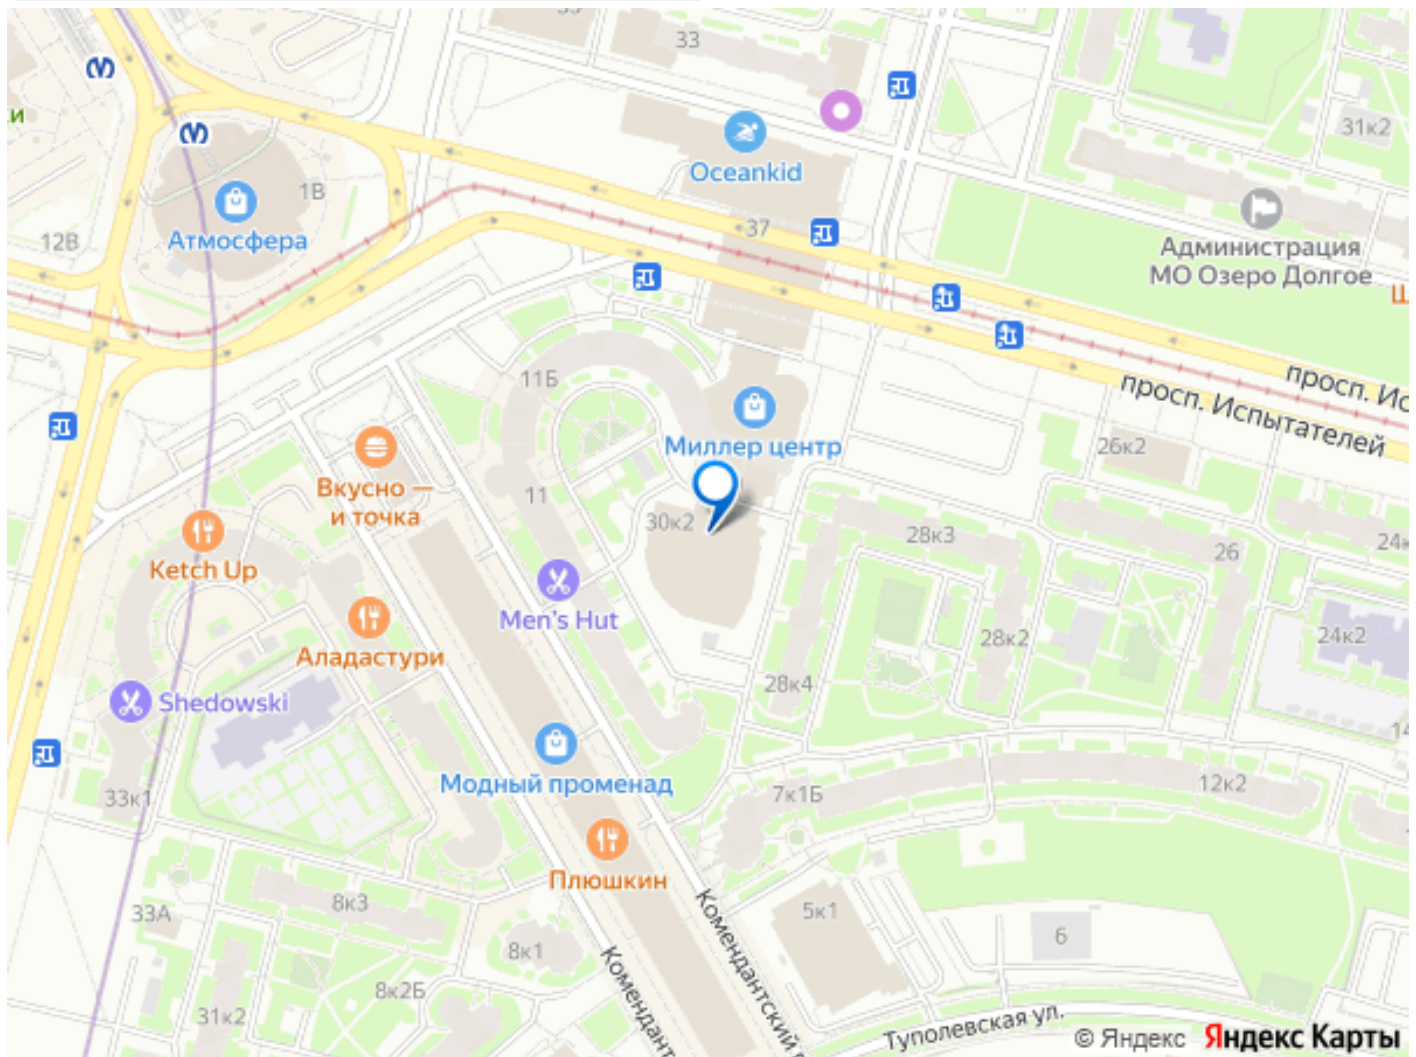 33
31к2
и
Oceankid
1В
12В
Атмосфера
37
Администрация
МО Озеро Долгое
Ш
просп. Ис
просп. Испытателей
11Б
Миллер центр
26к2
Вкусно —
и точка
11
30к2
28к3
26
24к
Ketch Up
Men's Hut
28к2
24к2
Аладастури
28к4
Shedowski
14
Модный променад
33к1
7к1Б
12к2
Плюшкин
8к3
33А
5к1
6
8к1
8к2Б
31к2
Комендант
Комендантский п
Туполевская ул.
© Яндекс Яндекс Карты